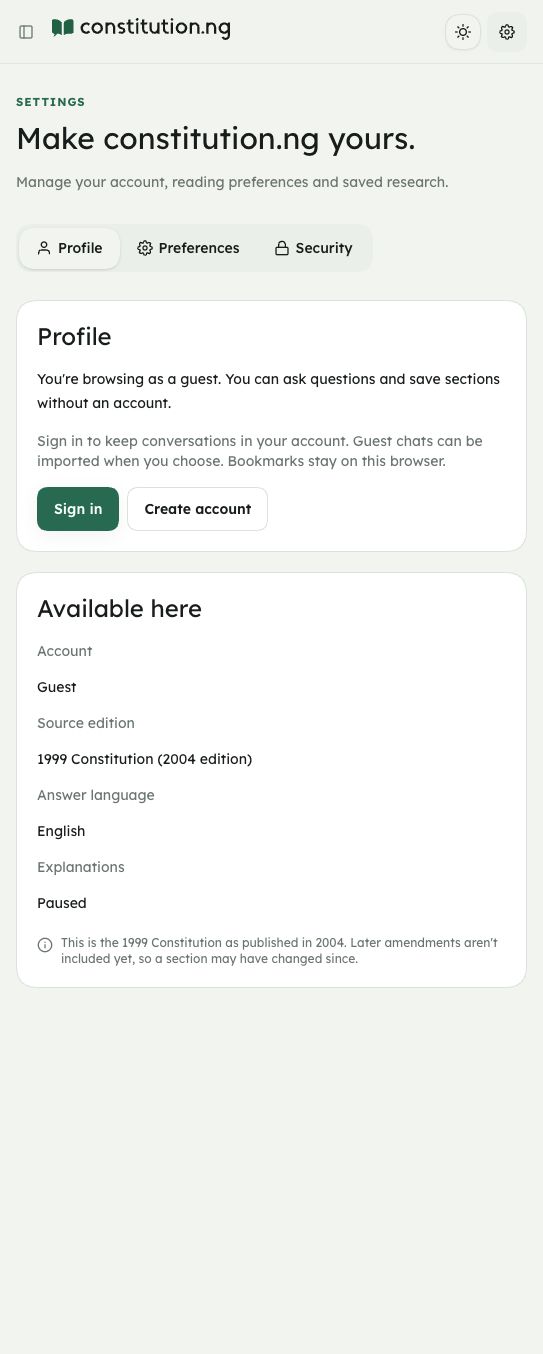 constitution.ng
SETTINGS
Make constitution.ng yours.
Manage your account, reading preferences and saved research.
Profile
Preferences
Security
Profile
You're browsing as a guest. You can ask questions and save sections
without an account.
Sign in to keep conversations in your account. Guest chats can be
imported when you choose. Bookmarks stay on this browser.
Sign in
Create account
Available here
Account
Guest
Source edition
1999 Constitution (2004 edition)
Answer language
English
Explanations
Paused
This is the 1999 Constitution as published in 2004. Later amendments aren't
included yet, so a section may have changed since.